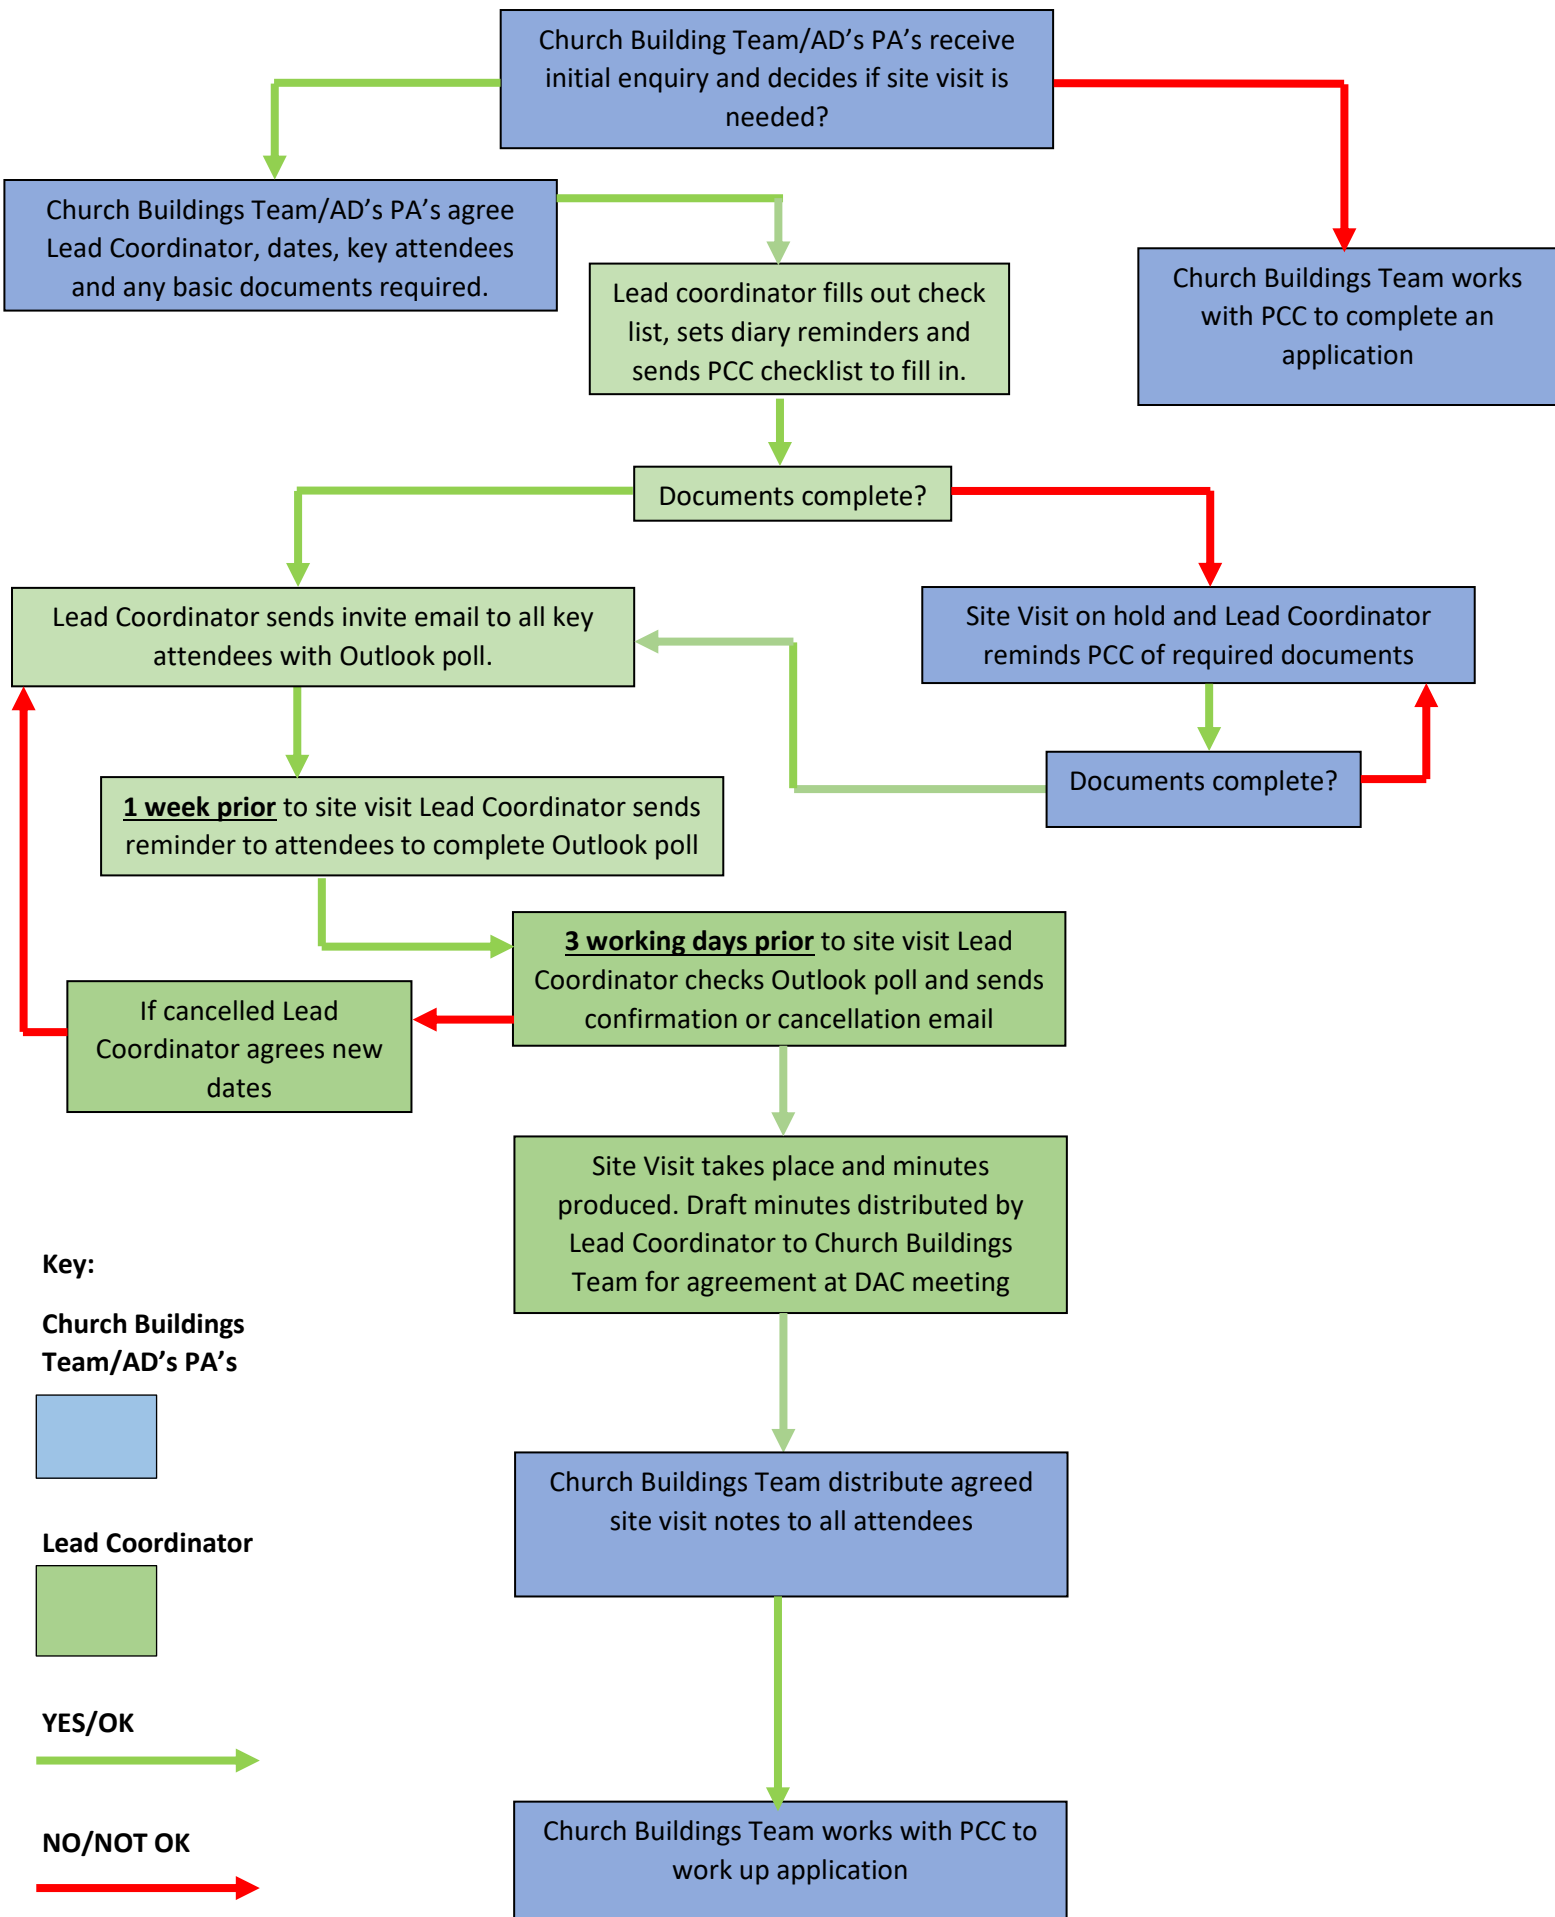 Church Building Team/AD’s PA’s receive
initial enquiry and decides if site visit is
needed?
Church Buildings Team/AD’s PA’s agree
Lead Coordinator, dates, key attendees
and any basic documents required.
Lead coordinator fills out check
list, sets diary reminders and
sends PCC checklist to fill in.
Church Buildings Team works
with PCC to complete an
application
Documents complete?
Lead Coordinator sends invite email to all key
attendees with Outlook poll.
Site Visit on hold and Lead Coordinator
reminds PCC of required documents
Documents complete?
1 week prior to site visit Lead Coordinator sends
reminder to attendees to complete Outlook poll
3 working days prior to site visit Lead
Coordinator checks Outlook poll and sends
confirmation or cancellation email
If cancelled Lead
Coordinator agrees new
dates
Site Visit takes place and minutes
produced. Draft minutes distributed by
Lead Coordinator to Church Buildings
Team for agreement at DAC meeting
Church Buildings Team distribute agreed
site visit notes to all attendees
Church Buildings Team works with PCC to
work up application
Key:
Church Buildings
Team/AD’s PA’s
Lead Coordinator
YES/OK
NO/NOT OK